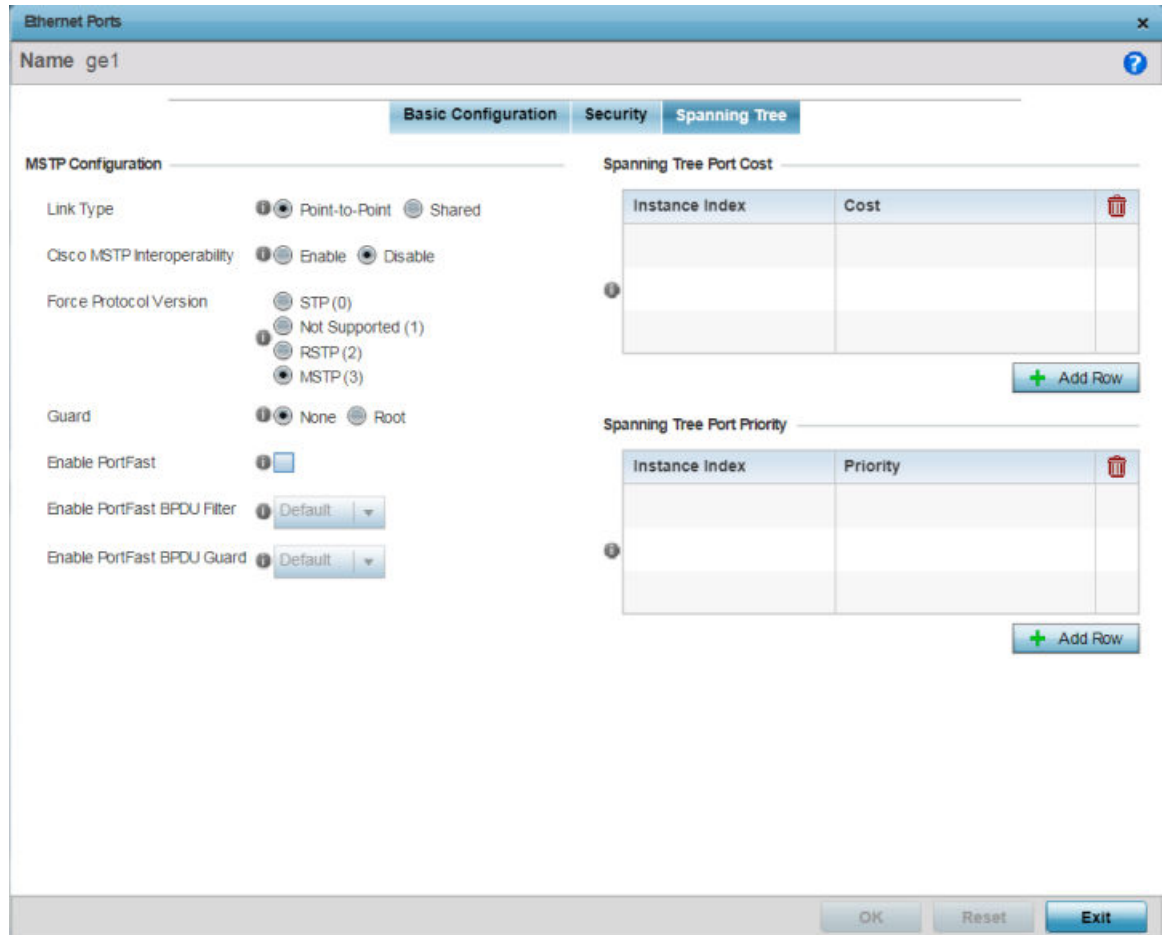 Ethernet Ports
Name ge1
Basic Configuration Security Spanning Tree
MSTP Configuration
Link Type Point-to-Point Shared
Cisco MSTP Interoperability Enable Disable
Force Protocol Version STP (0)
Not Supported (1)
RSTP (2)
MSTP (3)
Guard None Root
Enable PortFast
Enable PortFast BPDU Filter Default
Enable PortFast BPDU Guard Default
Spanning Tree Port Cost
Instance Index Cost
Add Row
Spanning Tree Port Priority
Instance Index Priority
Add Row
OK Reset Exit